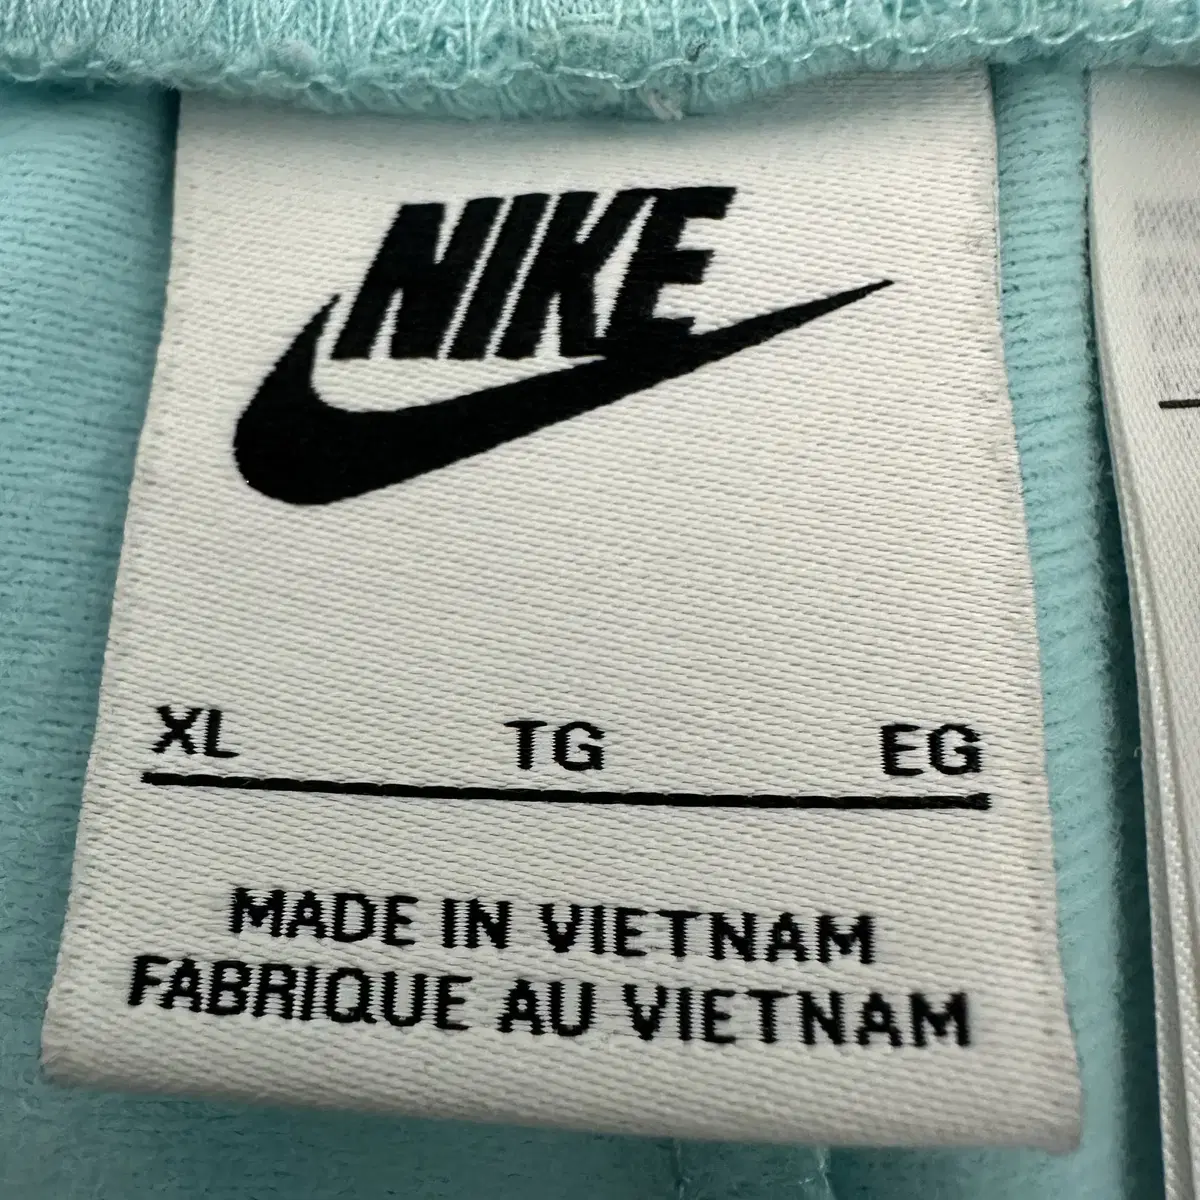 NIKE
XL TG EG
MADE IN VIETNAM
FABRIQUE AU VIETNAM